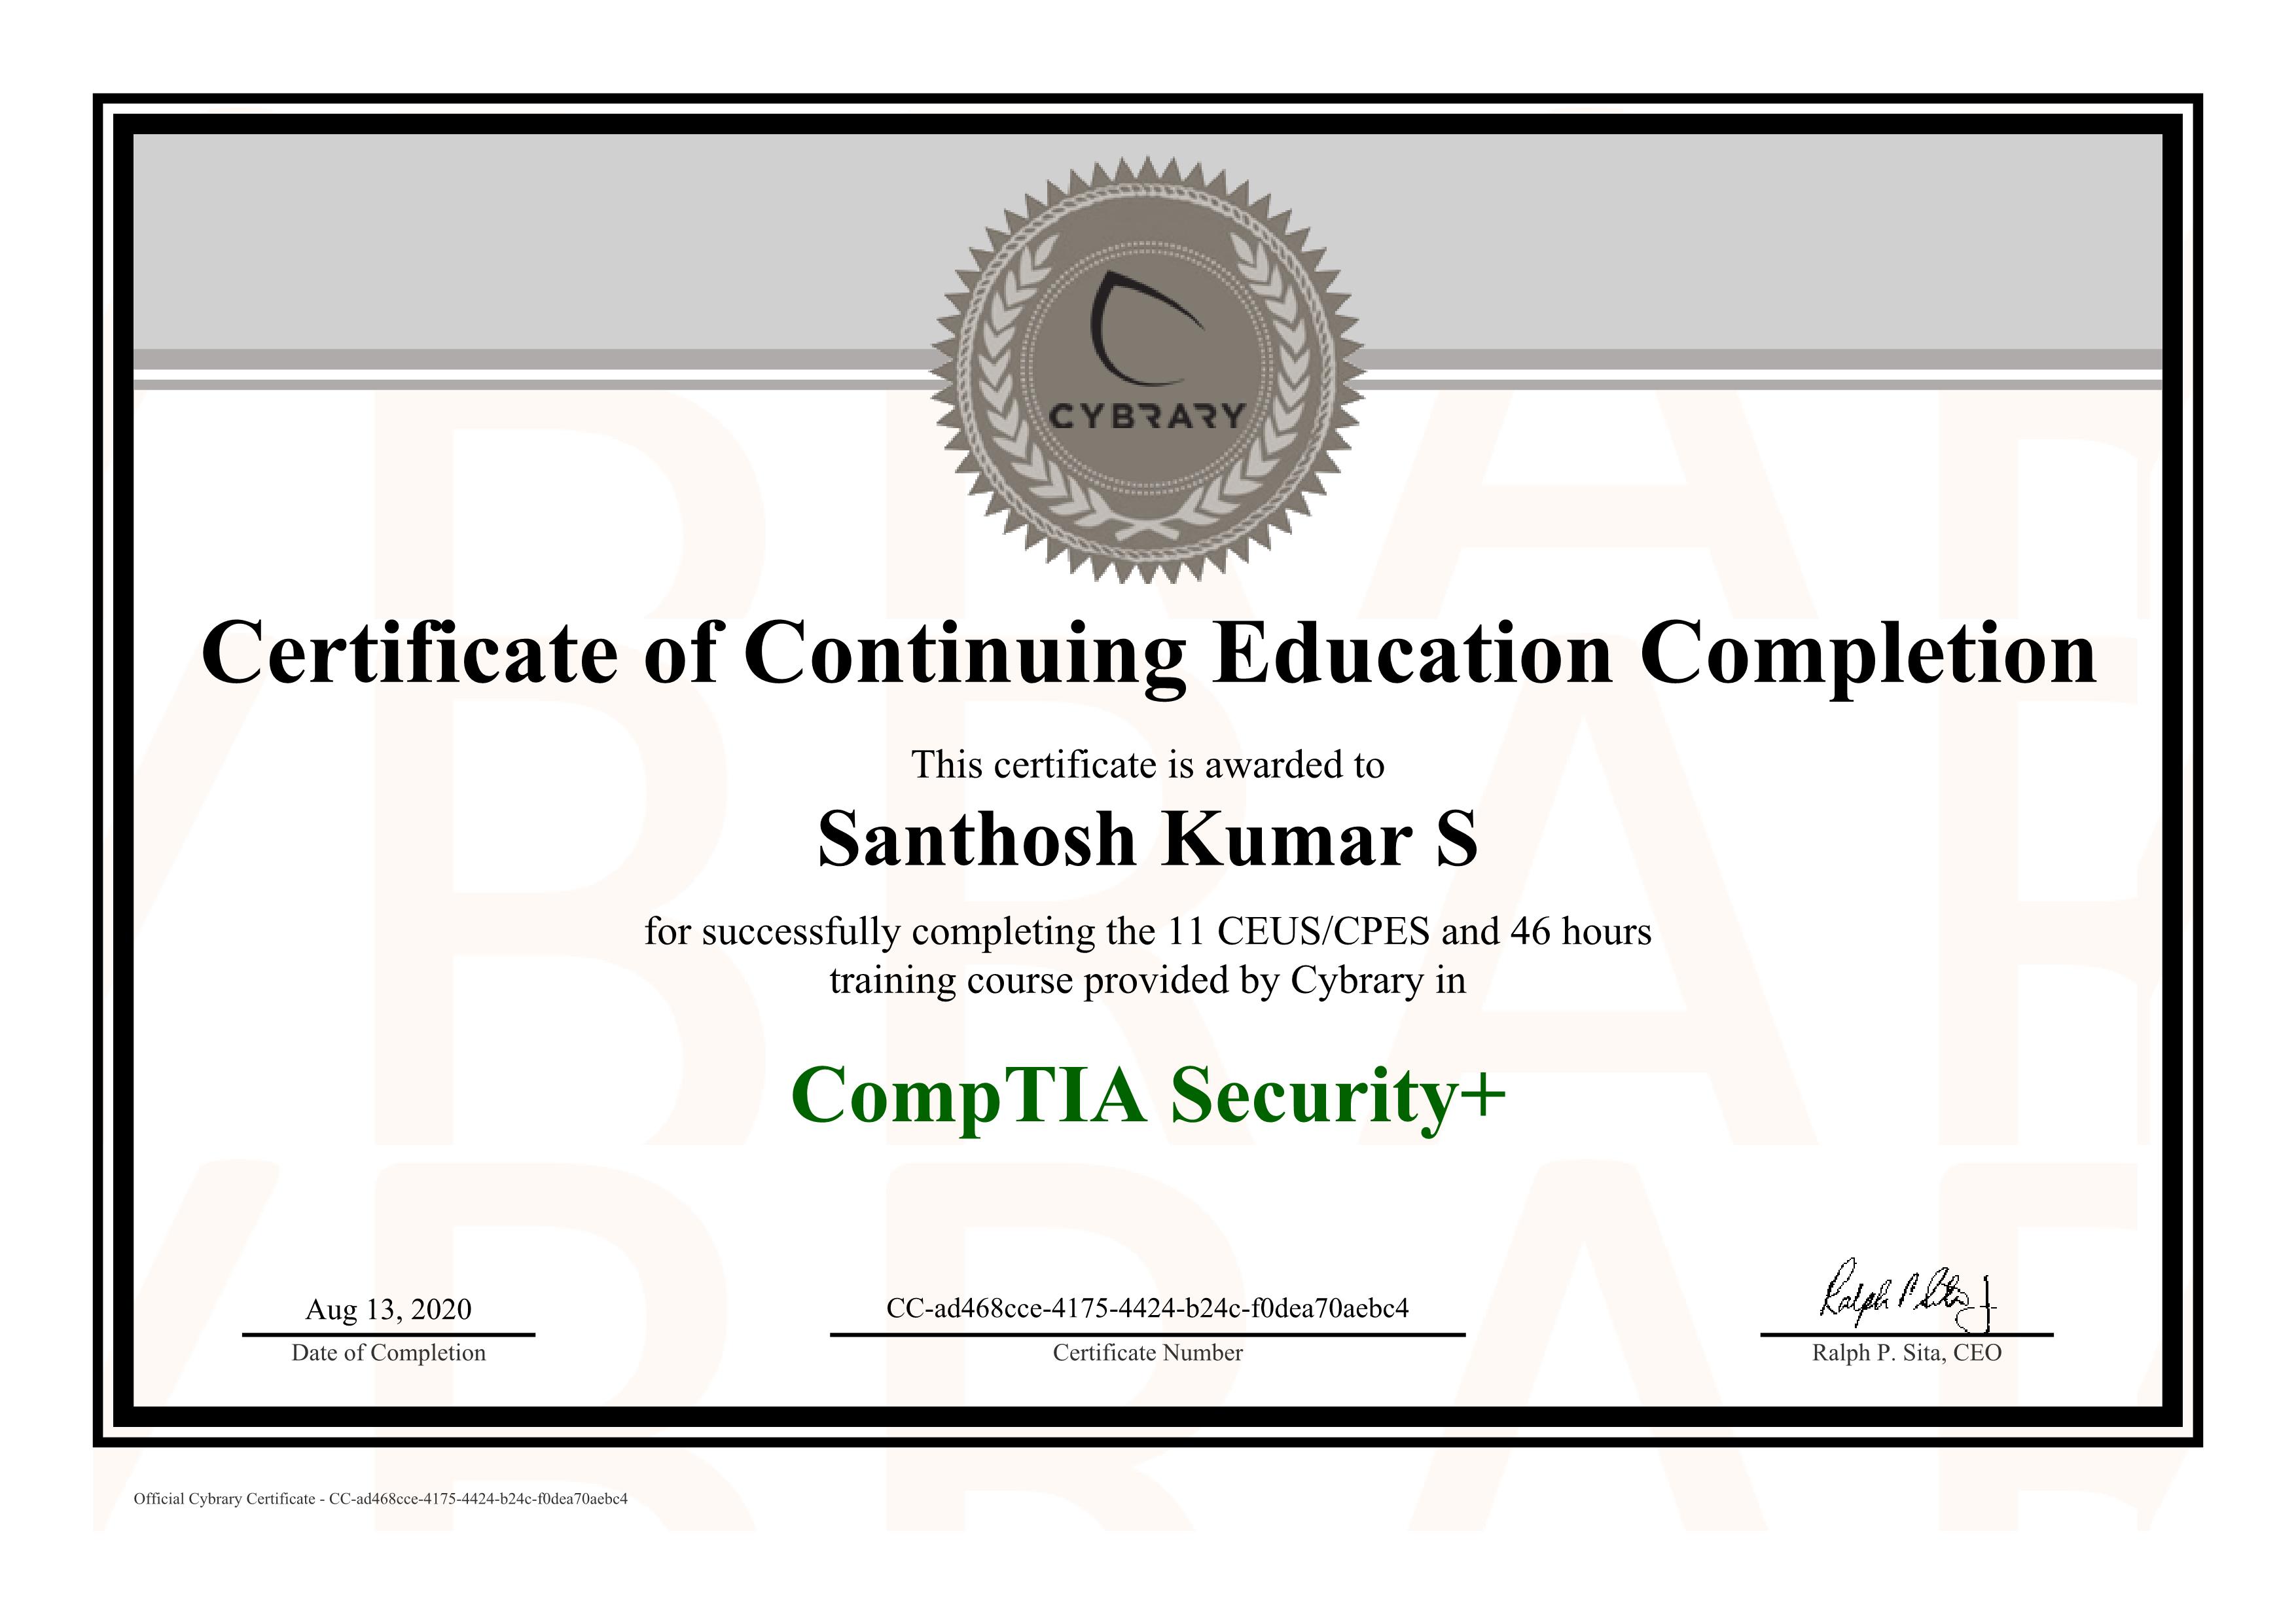 CYBRARY
Certificate of Continuing Education Completion
This certificate is awarded to
Santhosh Kumar S
for successfully completing the 11 CEUS/CPES and 46 hours
training course provided by Cybrary in
CompTIA Security+
Aug 13, 2020
Date of Completion
CC-ad468cce-4175-4424-b24c-f0dea70aebc4
Certificate Number
Ralph P. Sita, CEO
Official Cybrary Certificate - CC-ad468cce-4175-4424-b24c-f0dea70aebc4